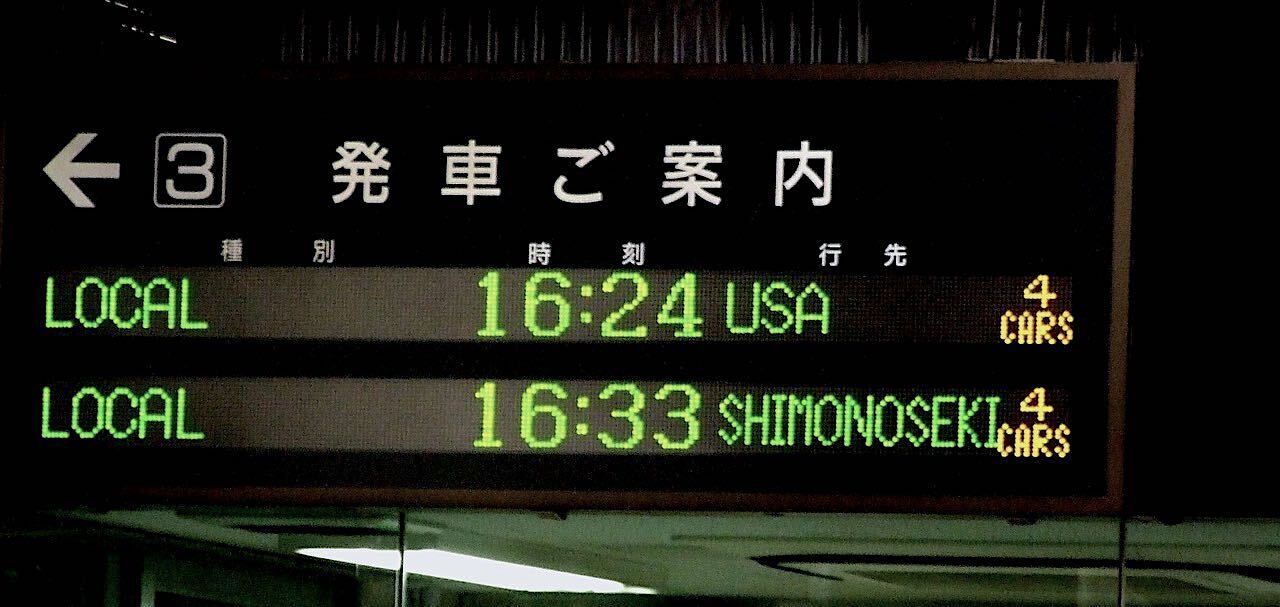 ← 3 発車ご案内
種別 時刻 行先
LOCAL 16:24 USA 4 CARS
LOCAL 16:33 SHIMONOSEKI 4 CARS